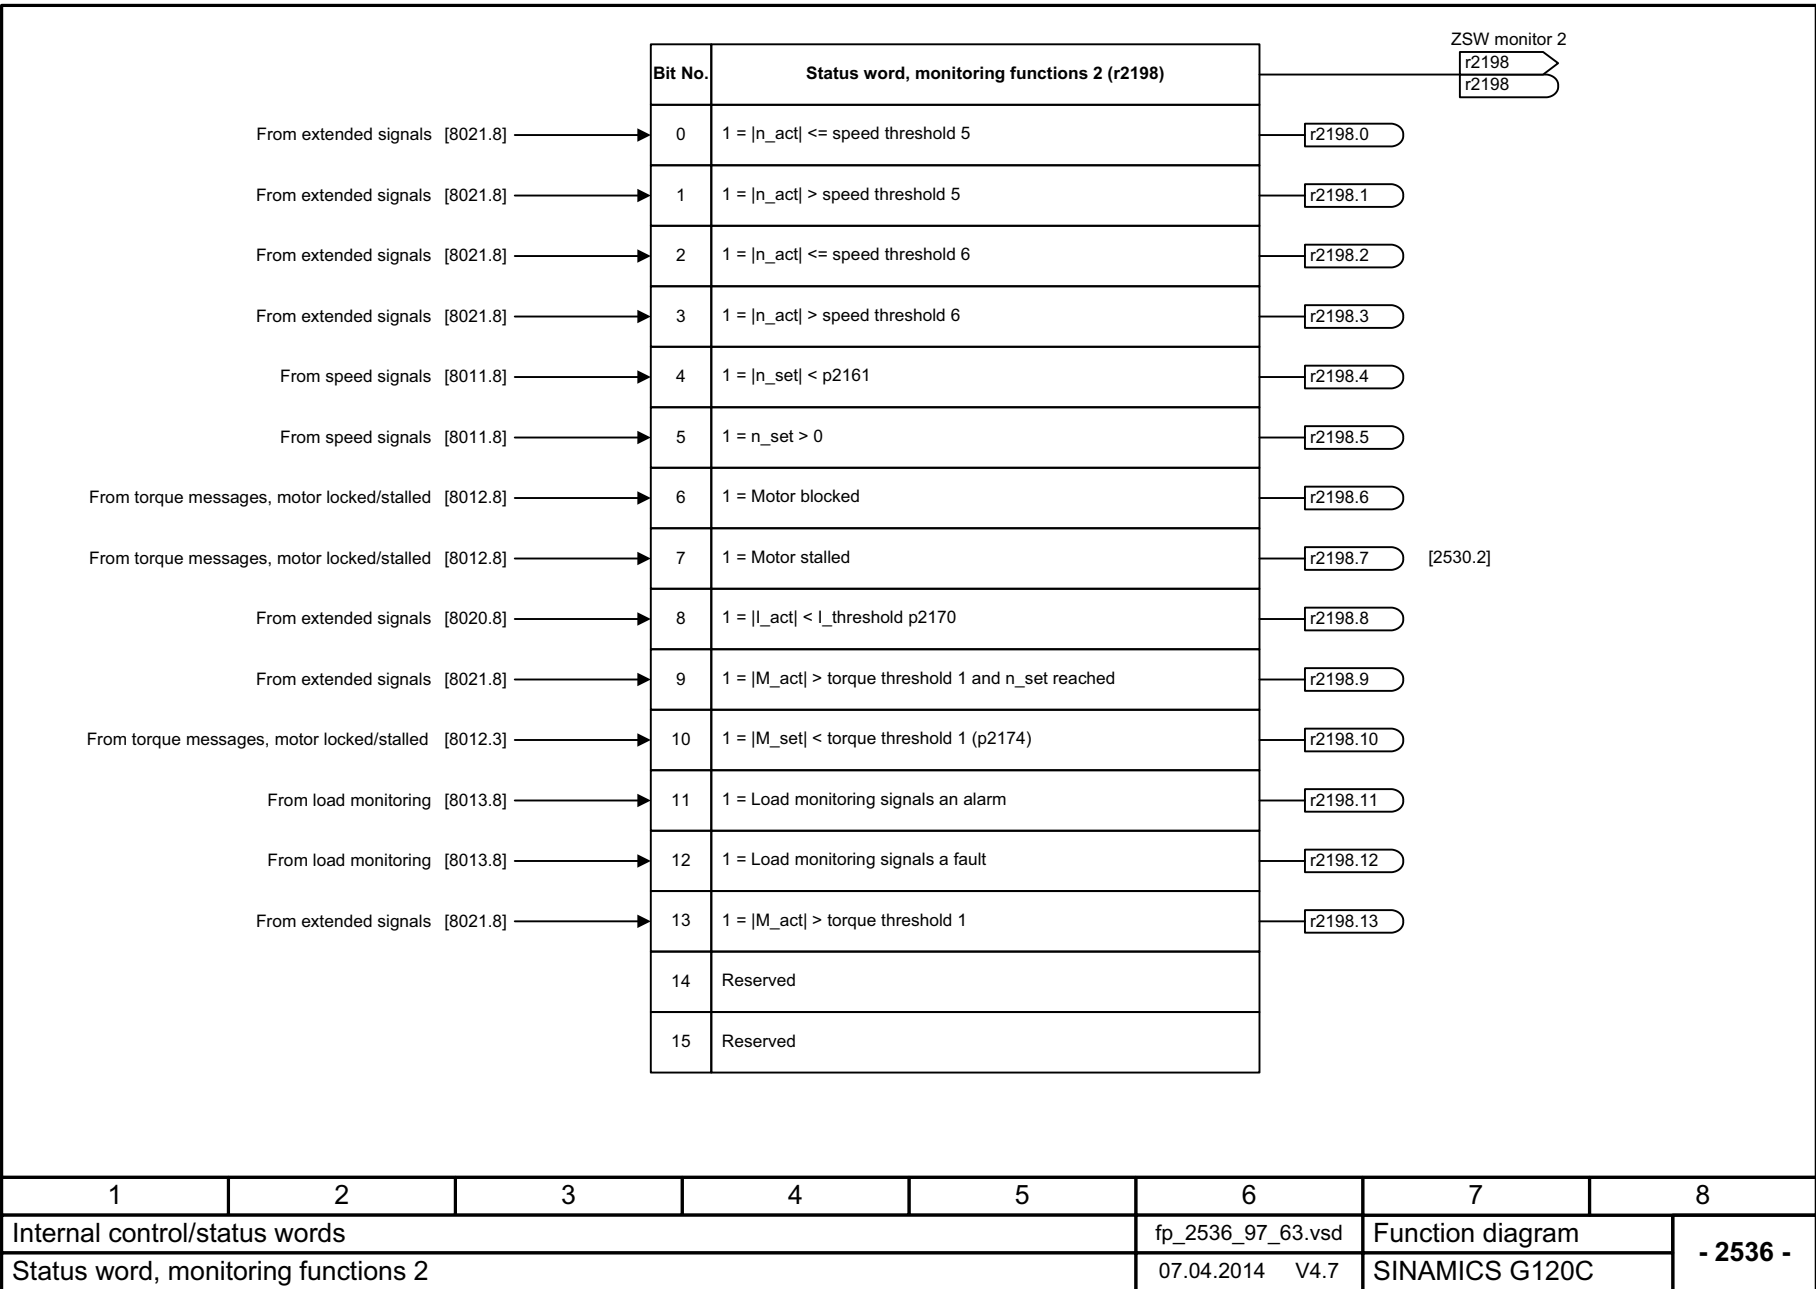 ZSW monitor 2
Bit No. Status word, monitoring functions 2 (r2198) r2198
r2198
From extended signals [8021.8] 0 1 = |n_act| <= speed threshold 5 r2198.0
From extended signals [8021.8] 1 1 = |n_act| > speed threshold 5 r2198.1
From extended signals [8021.8] 2 1 = |n_act| <= speed threshold 6 r2198.2
From extended signals [8021.8] 3 1 = |n_act| > speed threshold 6 r2198.3
From speed signals [8011.8] 4 1 = |n_set| < p2161 r2198.4
From speed signals [8011.8] 5 1 = n_set > 0 r2198.5
From torque messages, motor locked/stalled [8012.8] 6 1 = Motor blocked r2198.6
From torque messages, motor locked/stalled [8012.8] 7 1 = Motor stalled r2198.7 [2530.2]
From extended signals [8020.8] 8 1 = |I_act| < I_threshold p2170 r2198.8
From extended signals [8021.8] 9 1 = |M_act| > torque threshold 1 and n_set reached r2198.9
From torque messages, motor locked/stalled [8012.3] 10 1 = |M_set| < torque threshold 1 (p2174) r2198.10
From load monitoring [8013.8] 11 1 = Load monitoring signals an alarm r2198.11
From load monitoring [8013.8] 12 1 = Load monitoring signals a fault r2198.12
From extended signals [8021.8] 13 1 = |M_act| > torque threshold 1 r2198.13
14 Reserved
15 Reserved
1 2 3 4 5 6 7 8
Internal control/status words fp_2536_97_63.vsd Function diagram - 2536 -
Status word, monitoring functions 2 07.04.2014 V4.7 SINAMICS G120C